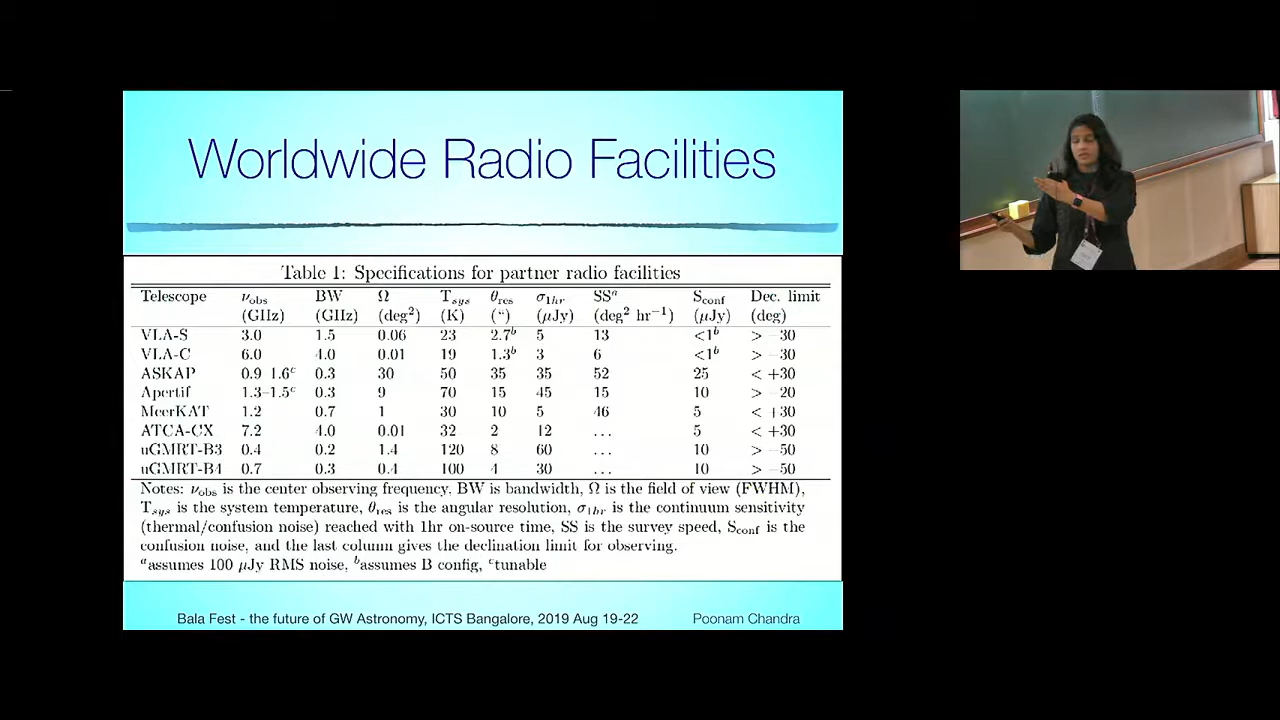 Worldwide Radio Facilities
Table 1: Specifications for partner radio facilities
Telescope ν_obs BW Ω T_sys θ_res σ_1hr SS^a S_conf Dec. limit
(GHz) (GHz) (deg²) (K) (") (μJy) (deg² hr⁻¹) (μJy) (deg)
VLA-S 3.0 1.5 0.06 23 2.7^b 5 13 <1^b > −30
VLA-C 6.0 4.0 0.01 19 1.3^b 3 6 <1^b > −30
ASKAP 0.9–1.6^c 0.3 30 50 35 35 52 25 < +30
Apertif 1.3–1.5^c 0.3 9 70 15 45 15 10 > −20
MeerKAT 1.2 0.7 1 30 10 5 46 5 < +30
ATCA-CX 7.2 4.0 0.01 32 2 12 ... 5 < +30
uGMRT-B3 0.4 0.2 1.4 120 8 60 ... 10 > −50
uGMRT-B4 0.7 0.3 0.4 100 4 30 ... 10 > −50
Notes: ν_obs is the center observing frequency, BW is bandwidth, Ω is the field of view (FWHM),
T_sys is the system temperature, θ_res is the angular resolution, σ_1hr is the continuum sensitivity
(thermal/confusion noise) reached with 1hr on-source time, SS is the survey speed, S_conf is the
confusion noise, and the last column gives the declination limit for observing.
^a assumes 100 μJy RMS noise, ^b assumes B config, ^c tunable
Bala Fest - the future of GW Astronomy, ICTS Bangalore, 2019 Aug 19-22 Poonam Chandra